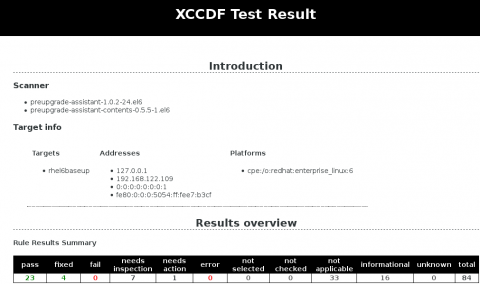 XCCDF Test Result
Introduction
Scanner
preupgrade-assistant-1.0.2-24.el6
preupgrade-assistant-contents-0.5.5-1.el6
Target info
Targets Addresses Platforms
rhel6baseup 127.0.0.1 cpe:/o:redhat:enterprise_linux:6
192.168.122.109
0:0:0:0:0:0:0:1
fe80:0:0:0:5054:ff:fee7:b3cf
Results overview
Rule Results Summary
pass fixed fail needs inspection needs action error not selected not checked not applicable informational unknown total
23 4 0 7 1 0 0 0 33 16 0 84